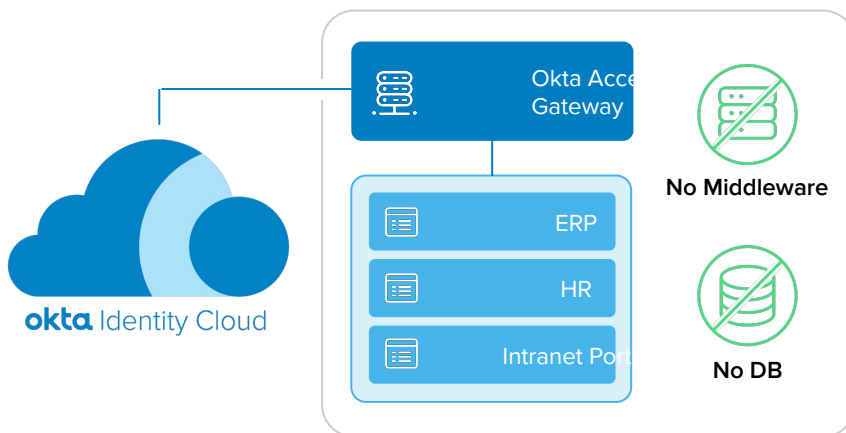 Okta Acce
Gateway
No Middleware
ERP
HR
Intranet Port
No DB
okta Identity Cloud